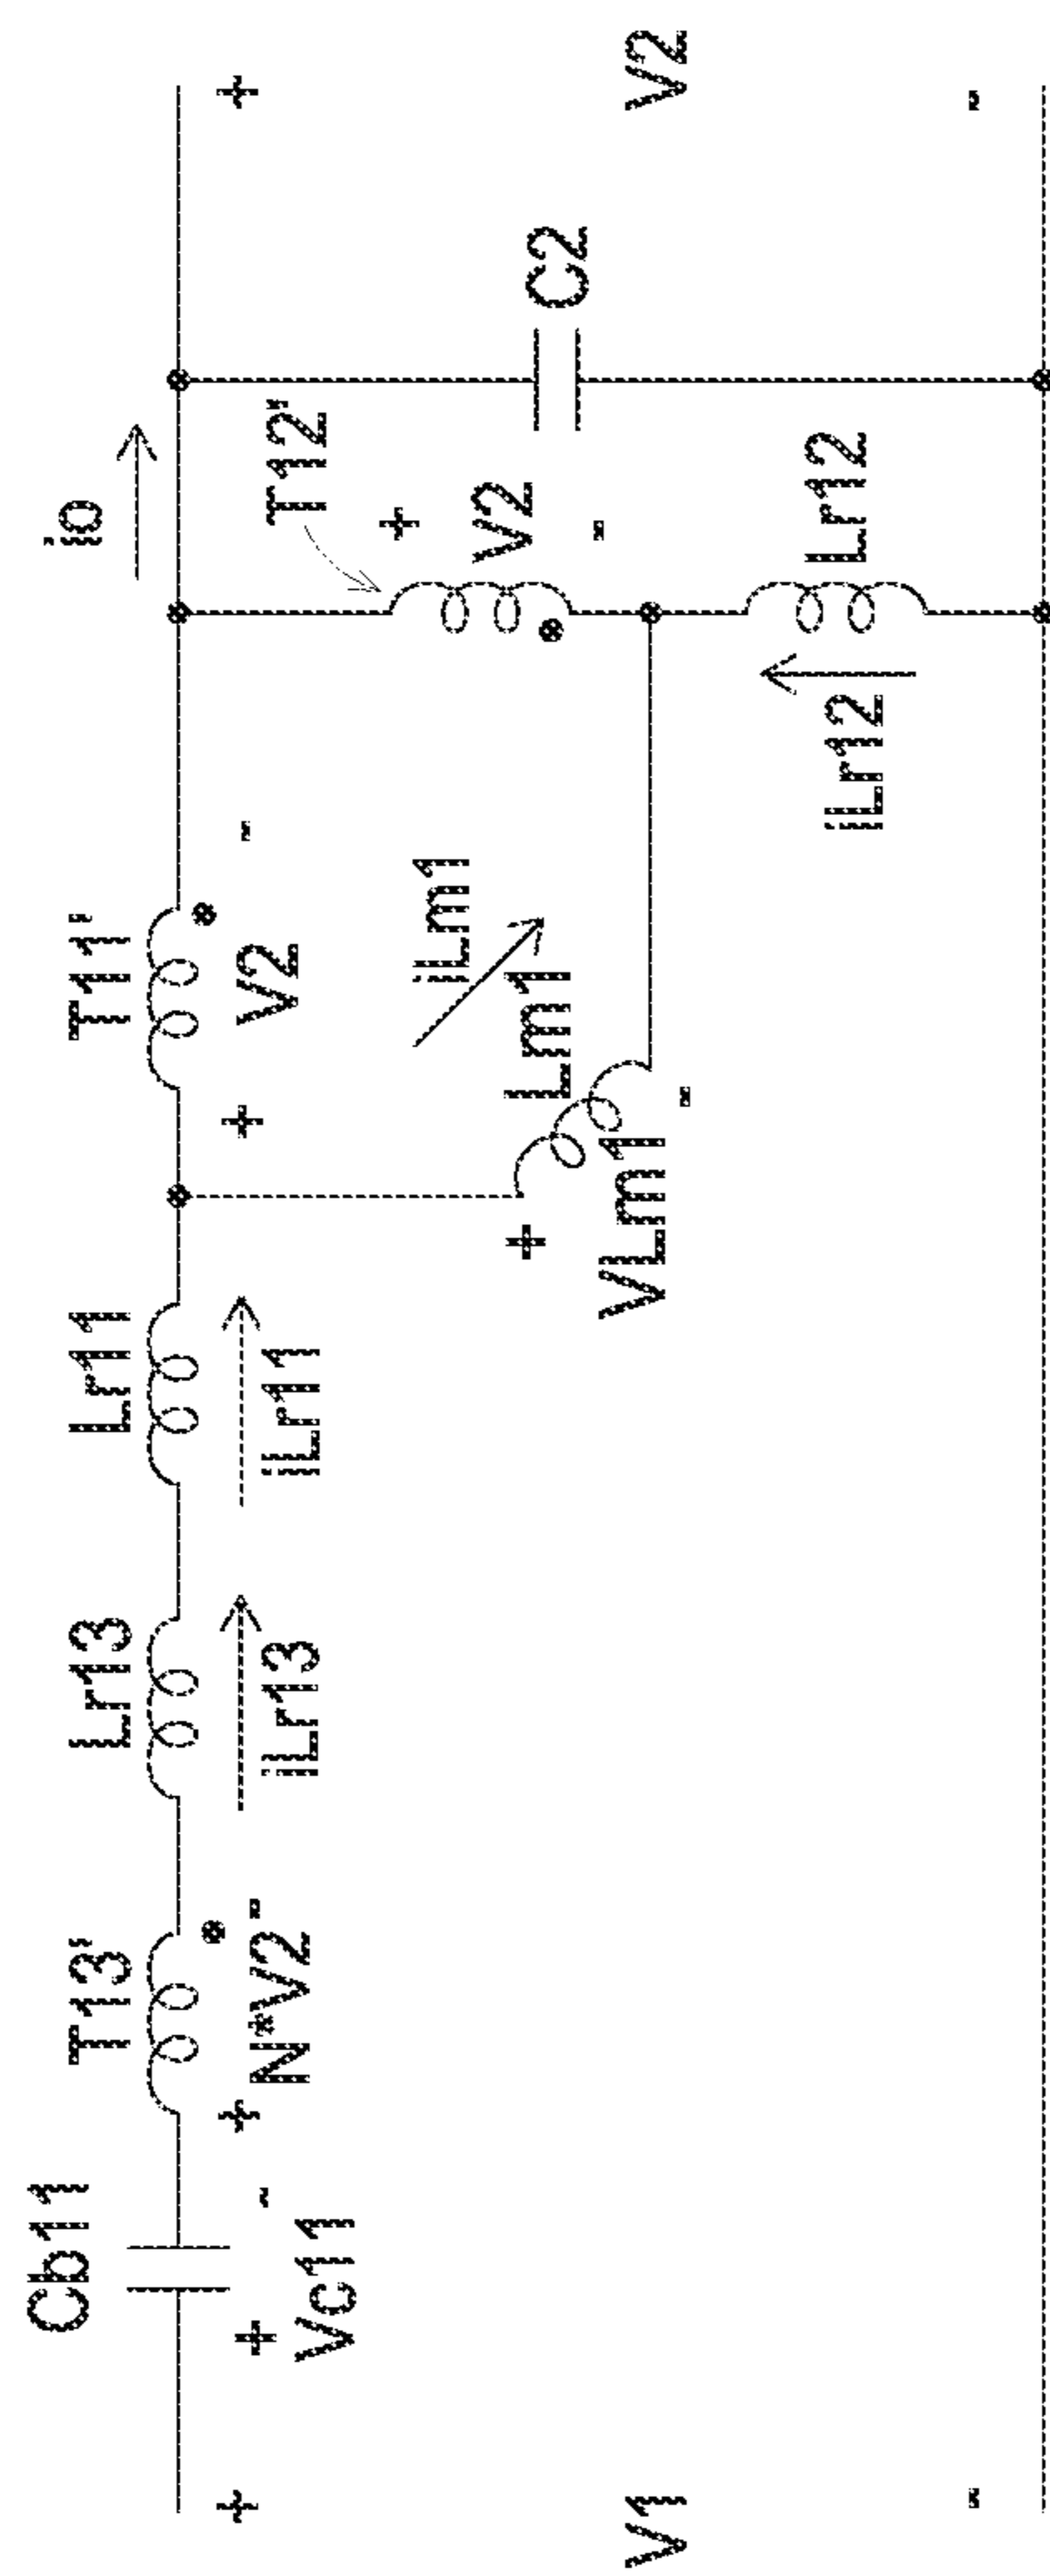 Cb11
T13'
Lr13
Lr11
T11'
io
+
+
Vc11
-
+
N*V2
-
iLr13
iLr11
+
V2
-
T12'
+
iLm1
Lm1
+
VLm1
-
+
V2
-
C2
V1
V2
iLr12
Lr12
-
-